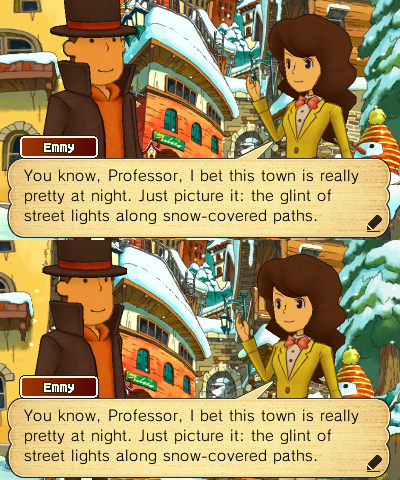 Emmy
You know, Professor, I bet this town is really
pretty at night. Just picture it: the glint of
street lights along snow-covered paths.
Emmy
You know, Professor, I bet this town is really
pretty at night. Just picture it: the glint of
street lights along snow-covered paths.